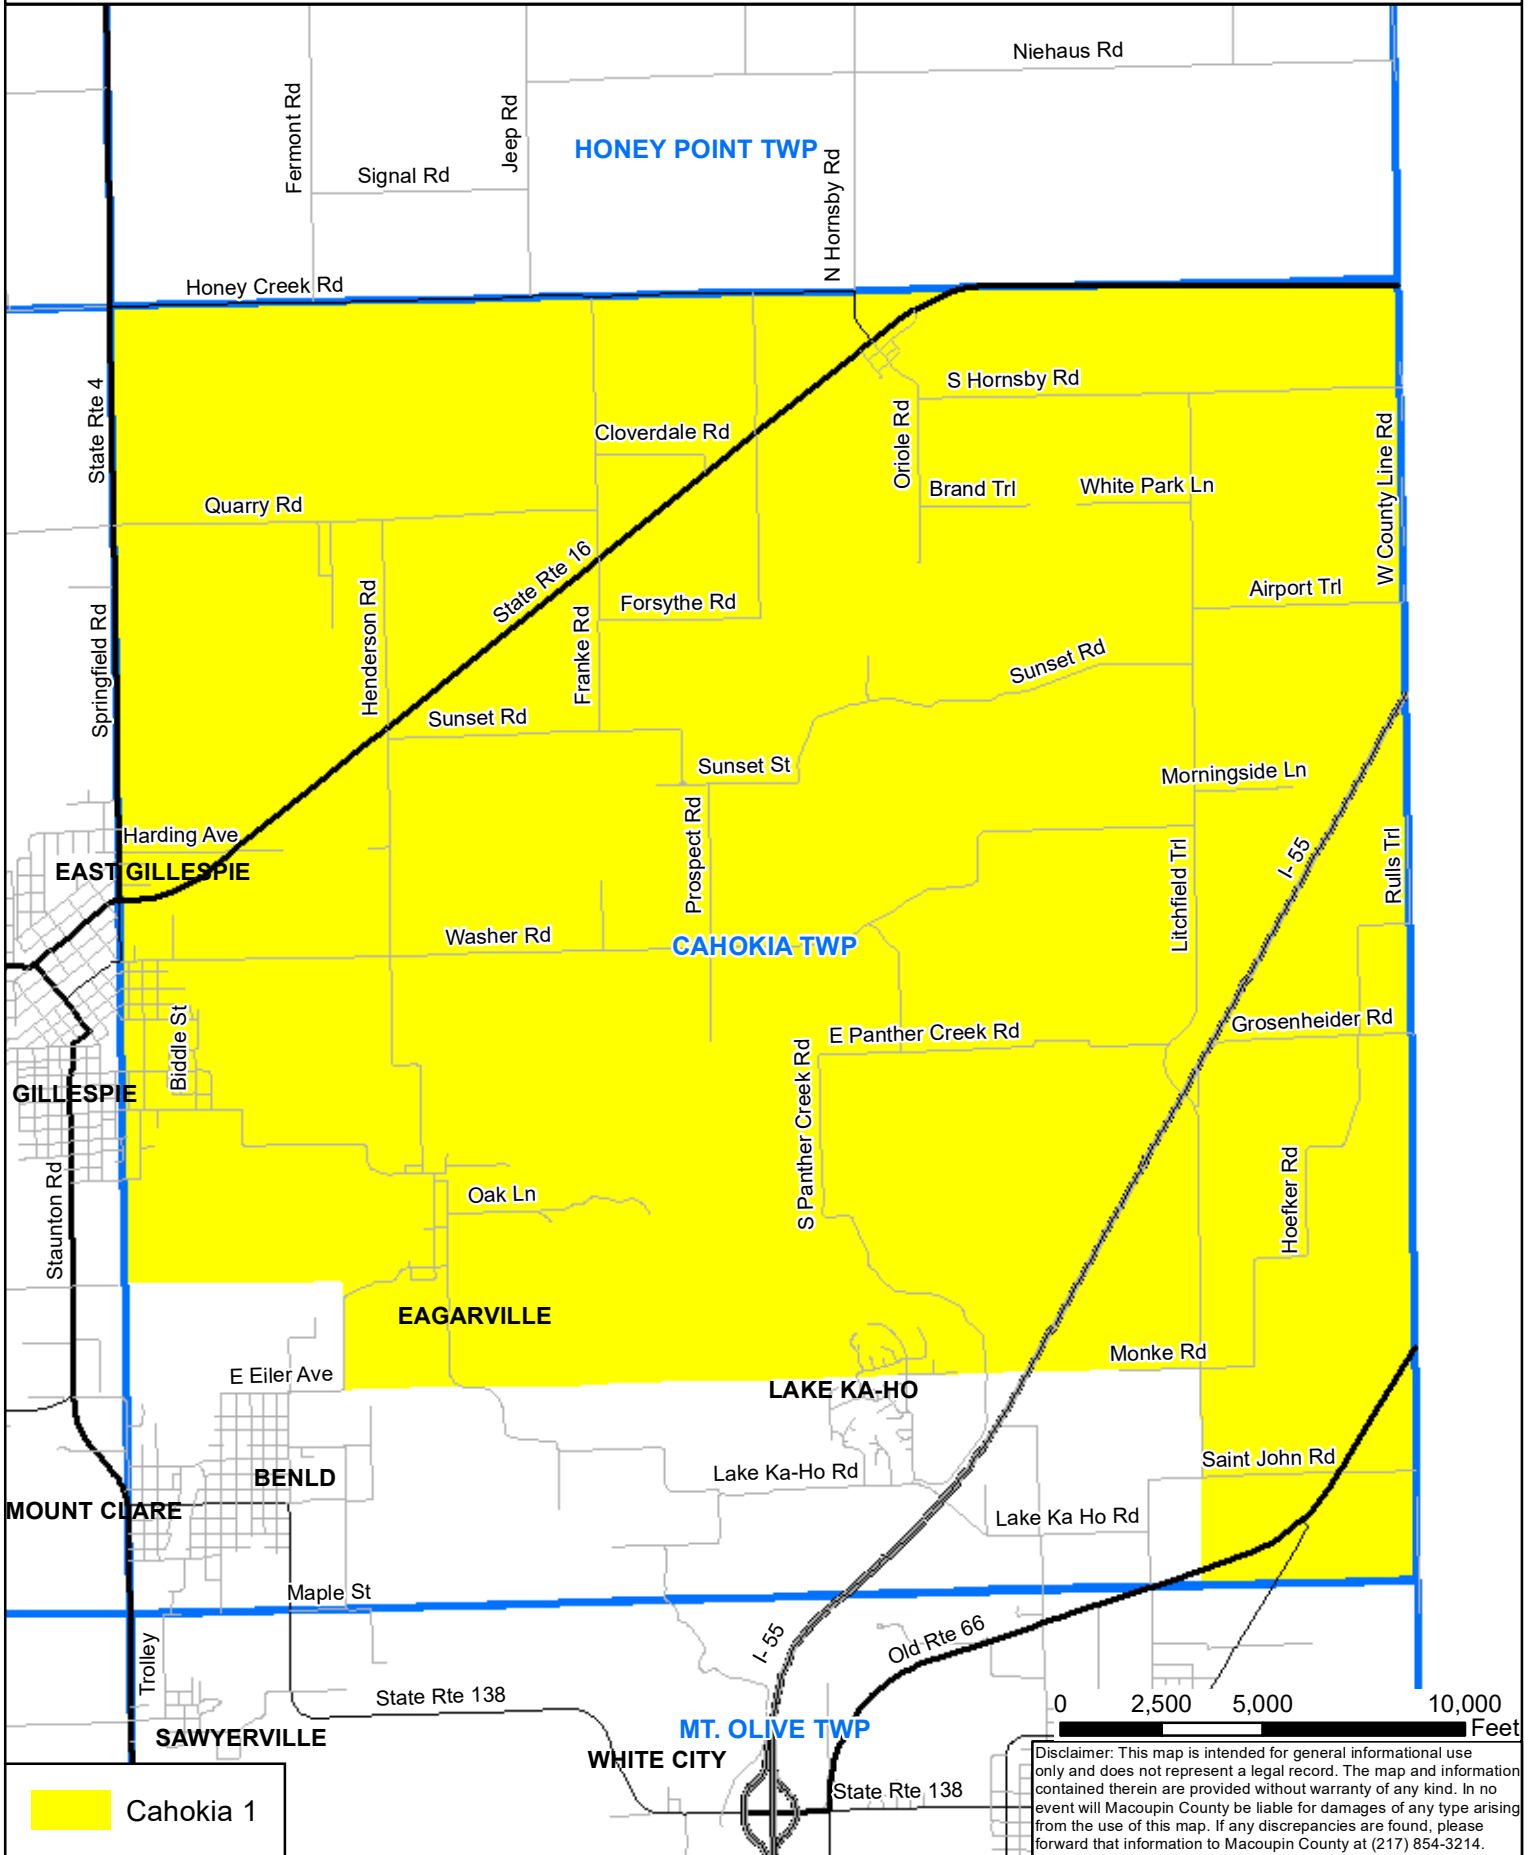 Niehaus Rd
Fermont Rd
Jeep Rd
HONEY POINT TWP
Signal Rd
N Hornsby Rd
Honey Creek Rd
State Rte 4
S Hornsby Rd
Cloverdale Rd
Oriole Rd
W County Line Rd
Quarry Rd
Brand Trl
White Park Ln
State Rte 16
Airport Trl
Springfield Rd
Henderson Rd
Franke Rd
Forsythe Rd
Sunset Rd
Sunset Rd
Sunset St
Morningside Ln
Harding Ave
EAST GILLESPIE
Prospect Rd
Litchfield Trl
I- 55
Rulls Trl
Washer Rd
CAHOKIA TWP
Biddle St
E Panther Creek Rd
Grosenheider Rd
GILLESPIE
S Panther Creek Rd
Staunton Rd
Oak Ln
Hoefker Rd
EAGARVILLE
E Eiler Ave
Monke Rd
LAKE KA-HO
BENLD
Lake Ka-Ho Rd
Saint John Rd
MOUNT CLARE
Lake Ka Ho Rd
Maple St
Trolley
I- 55
Old Rte 66
State Rte 138
SAWYERVILLE
MT. OLIVE TWP
WHITE CITY
State Rte 138
0 2,500 5,000 10,000
Feet
Cahokia 1
Disclaimer: This map is intended for general informational use
only and does not represent a legal record. The map and information
contained therein are provided without warranty of any kind. In no
event will Macoupin County be liable for damages of any type arising
from the use of this map. If any discrepancies are found, please
forward that information to Macoupin County at (217) 854-3214.